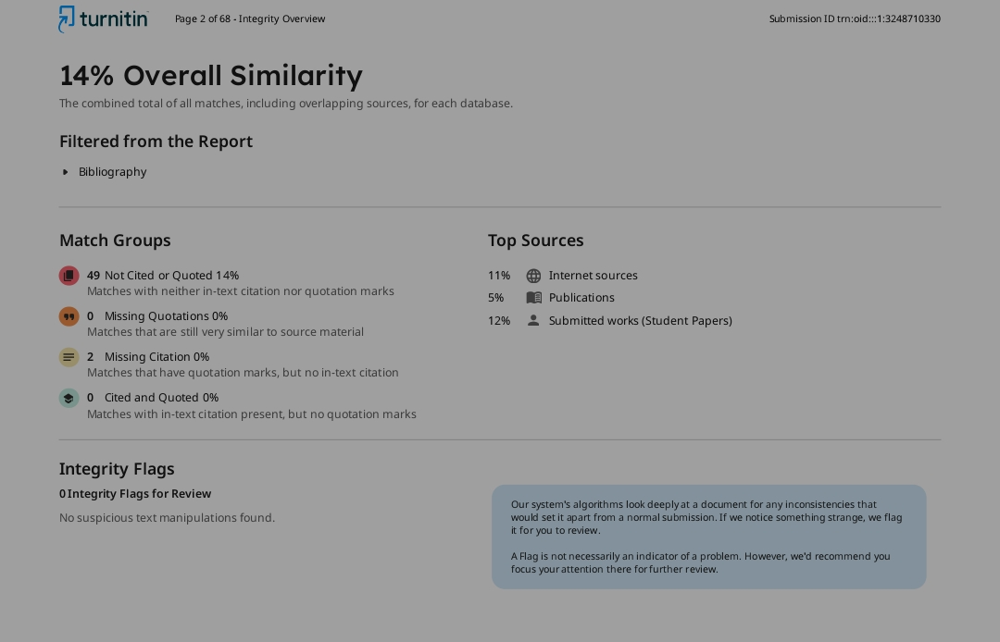 turnitin Page 2 of 68 - Integrity Overview Submission ID trn:oid:::1:3248710330
14% Overall Similarity
The combined total of all matches, including overlapping sources, for each database.
Filtered from the Report
Bibliography
Match Groups
49 Not Cited or Quoted 14%
Matches with neither in-text citation nor quotation marks
0 Missing Quotations 0%
Matches that are still very similar to source material
2 Missing Citation 0%
Matches that have quotation marks, but no in-text citation
0 Cited and Quoted 0%
Matches with in-text citation present, but no quotation marks
Top Sources
11% Internet sources
5% Publications
12% Submitted works (Student Papers)
Integrity Flags
0 Integrity Flags for Review
No suspicious text manipulations found.
Our system's algorithms look deeply at a document for any inconsistencies that
would set it apart from a normal submission. If we notice something strange, we flag
it for you to review.
A Flag is not necessarily an indicator of a problem. However, we'd recommend you
focus your attention there for further review.